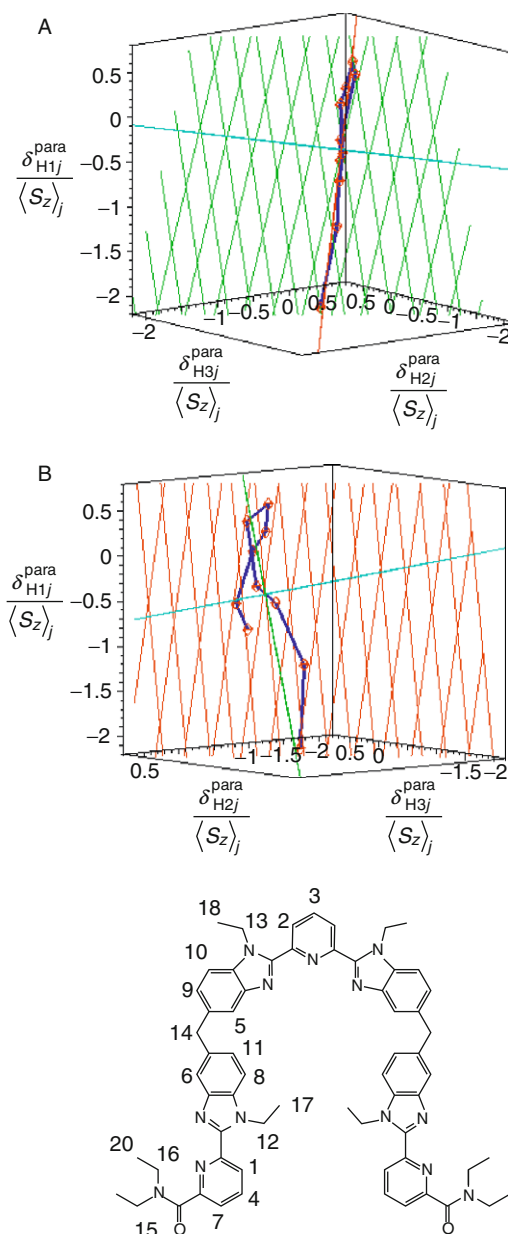 A
δ^para_H1j / ⟨S_z⟩_j
0.5
0
−0.5
−1
−1.5
−2
−2 −1 −0.5 0 0.5 0.5 0 −0.5 −1 −2
δ^para_H3j / ⟨S_z⟩_j
δ^para_H2j / ⟨S_z⟩_j
B
δ^para_H1j / ⟨S_z⟩_j
0.5
0
−0.5
−1
−1.5
−2
0.5 −1 −1.5 −2 0.5 0 −1.5 −2
δ^para_H2j / ⟨S_z⟩_j
δ^para_H3j / ⟨S_z⟩_j
3
18 13 2
10 N N
N N N
9
14 5
11
6
8
N N 17 N N
20 16 12
N 1 N
N 4 N
15 O 7 O